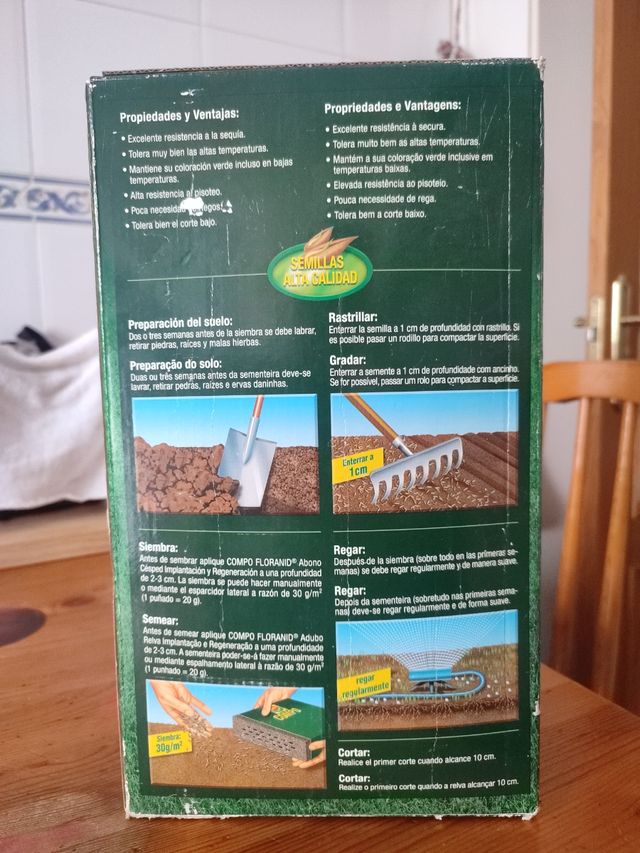 Propiedades y Ventajas:
• Excelente resistencia a la sequía.
• Tolera muy bien las altas temperaturas.
• Mantiene su coloración verde incluso en bajas
temperaturas.
• Alta resistencia al pisoteo.
• Poca necesidad
• Tolera bien el corte bajo.
Propriedades e Vantagens:
• Excelente resistência à secura.
• Tolera muito bem as altas temperaturas.
• Mantém a sua coloração verde inclusive em
temperaturas baixas.
• Elevada resistência ao pisoteio.
• Pouca necessidade de rega.
• Tolera bem a corte baixo.
SEMILLAS
ALTA CALIDAD
Preparación del suelo:
Dos o tres semanas antes de la siembra se debe labrar,
retirar piedras, raíces y malas hierbas.
Preparação do solo:
Duas ou três semanas antes da sementeira deve-se
lavrar, retirar pedras, raízes e ervas daninhas.
Rastrillar:
Enterrar la semilla a 1 cm de profundidad con rastrillo. Si
es posible pasar un rodillo para compactar la superficie.
Gradar:
Enterrar a semente a 1 cm de profundidade com ancinho.
Se for possível, passar um rolo para compactar a superficie.
Enterrar a
1cm
Siembra:
Antes de sembrar aplique COMPO FLORANID® Abono
Césped Implantación y Regeneración a una profundidad
de 2-3 cm. La siembra se puede hacer manualmente
o mediante el esparcidor lateral a razón de 30 g/m²
(1 puñado = 20 g).
Semear:
Antes de semear aplique COMPO FLORANID® Adubo
Relva Implantação e Regeneração a uma profundidade
de 2-3 cm. A sementeira poder-se-á fazer manualmente
ou mediante espalhamento lateral à razão de 30 g/m²
(1 punhado = 20 g).
Siembra:
30g/m²
Regar:
Después de la siembra (sobre todo en las primeras se-
manas) se debe regar regularmente y de manera suave.
Regar:
Depois da sementeira (sobretudo nas primeiras sema-
nas) deve-se regar regularmente e de forma suave.
regar
regularmente
Cortar:
Realice el primer corte cuando alcance 10 cm.
Cortar:
Realize o primeiro corte quando a relva alcançar 10 cm.